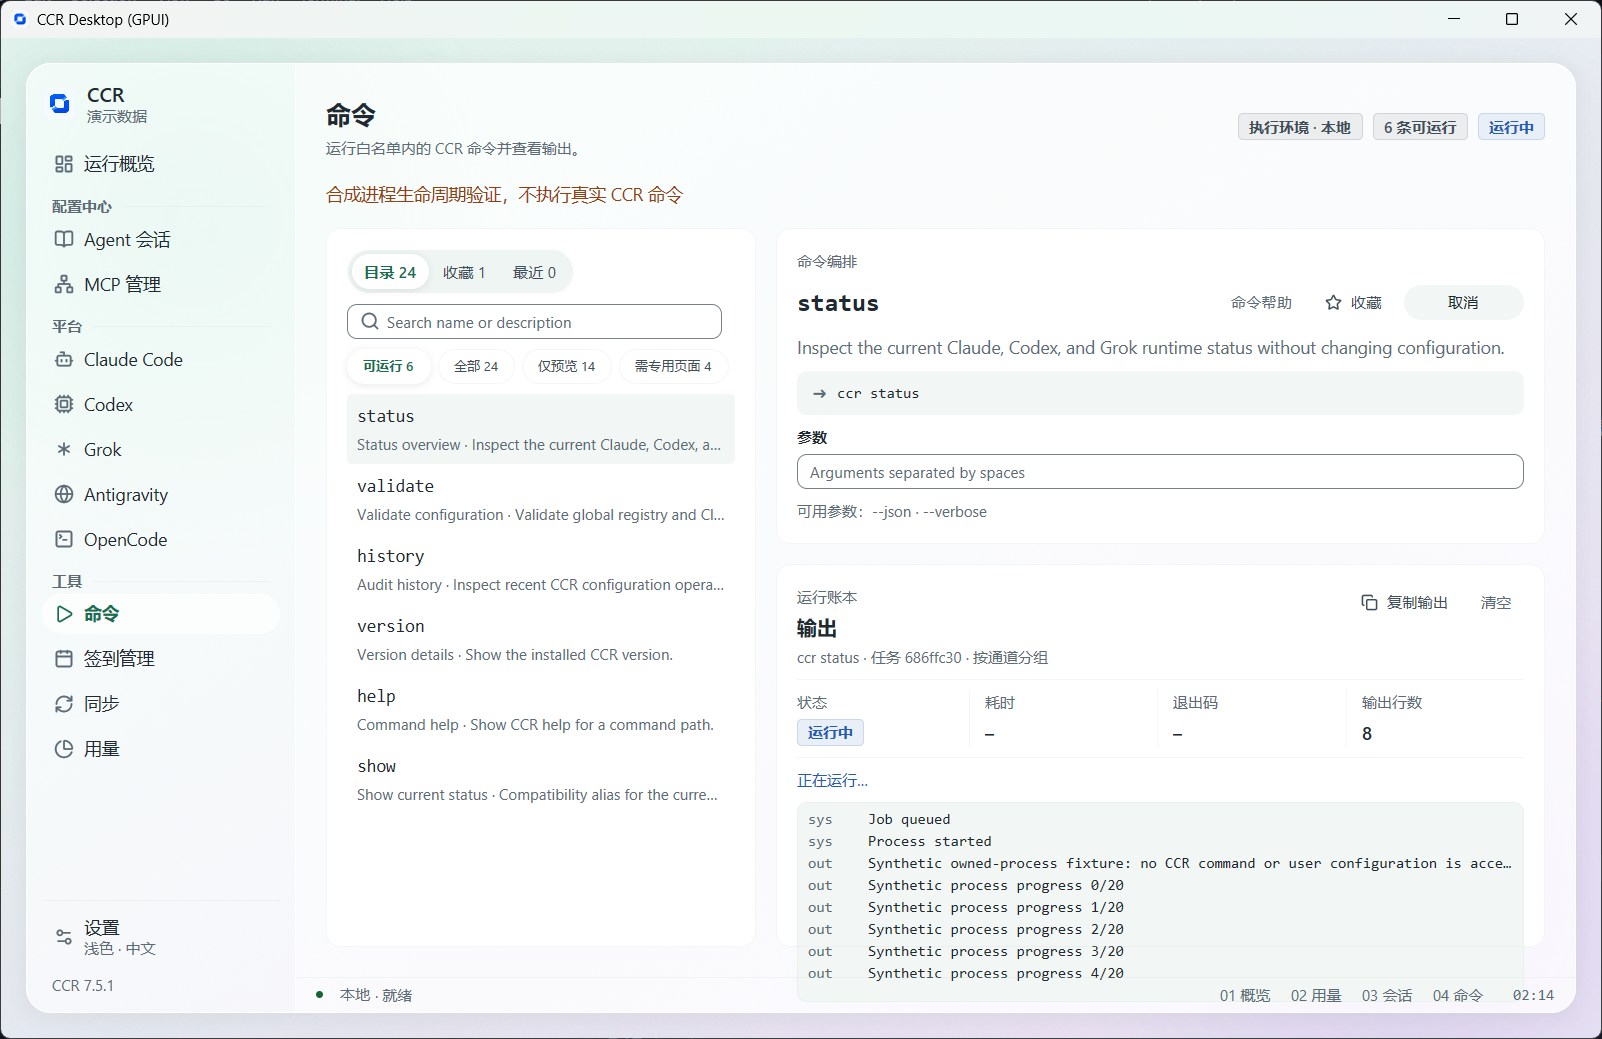 CCR Desktop (GPUI)
CCR
演示数据
运行概览
配置中心
Agent 会话
MCP 管理
平台
Claude Code
Codex
Grok
Antigravity
OpenCode
工具
命令
签到管理
同步
用量
设置
浅色 · 中文
CCR 7.5.1
命令
运行白名单内的 CCR 命令并查看输出。
执行环境 · 本地
6 条可运行
运行中
合成进程生命周期验证，不执行真实 CCR 命令
目录 24
收藏 1
最近 0
Search name or description
可运行 6
全部 24
仅预览 14
需专用页面 4
status
Status overview · Inspect the current Claude, Codex, a...
validate
Validate configuration · Validate global registry and Cl...
history
Audit history · Inspect recent CCR configuration opera...
version
Version details · Show the installed CCR version.
help
Command help · Show CCR help for a command path.
show
Show current status · Compatibility alias for the curre...
命令编排
status
命令帮助
收藏
取消
Inspect the current Claude, Codex, and Grok runtime status without changing configuration.
→ ccr status
参数
Arguments separated by spaces
可用参数：--json · --verbose
运行账本
输出
复制输出
清空
ccr status · 任务 686ffc30 · 按通道分组
状态
运行中
耗时
–
退出码
–
输出行数
8
正在运行...
sys Job queued
sys Process started
out Synthetic owned-process fixture: no CCR command or user configuration is acce…
out Synthetic process progress 0/20
out Synthetic process progress 1/20
out Synthetic process progress 2/20
out Synthetic process progress 3/20
out Synthetic process progress 4/20
本地 · 就绪
01 概览
02 用量
03 会话
04 命令
02:14